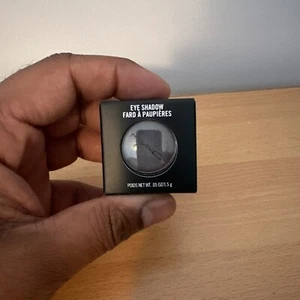 EYE SHADOW
FARD À PAUPIÈRES
POIDS NET WT. .05 OZ/1.5 g